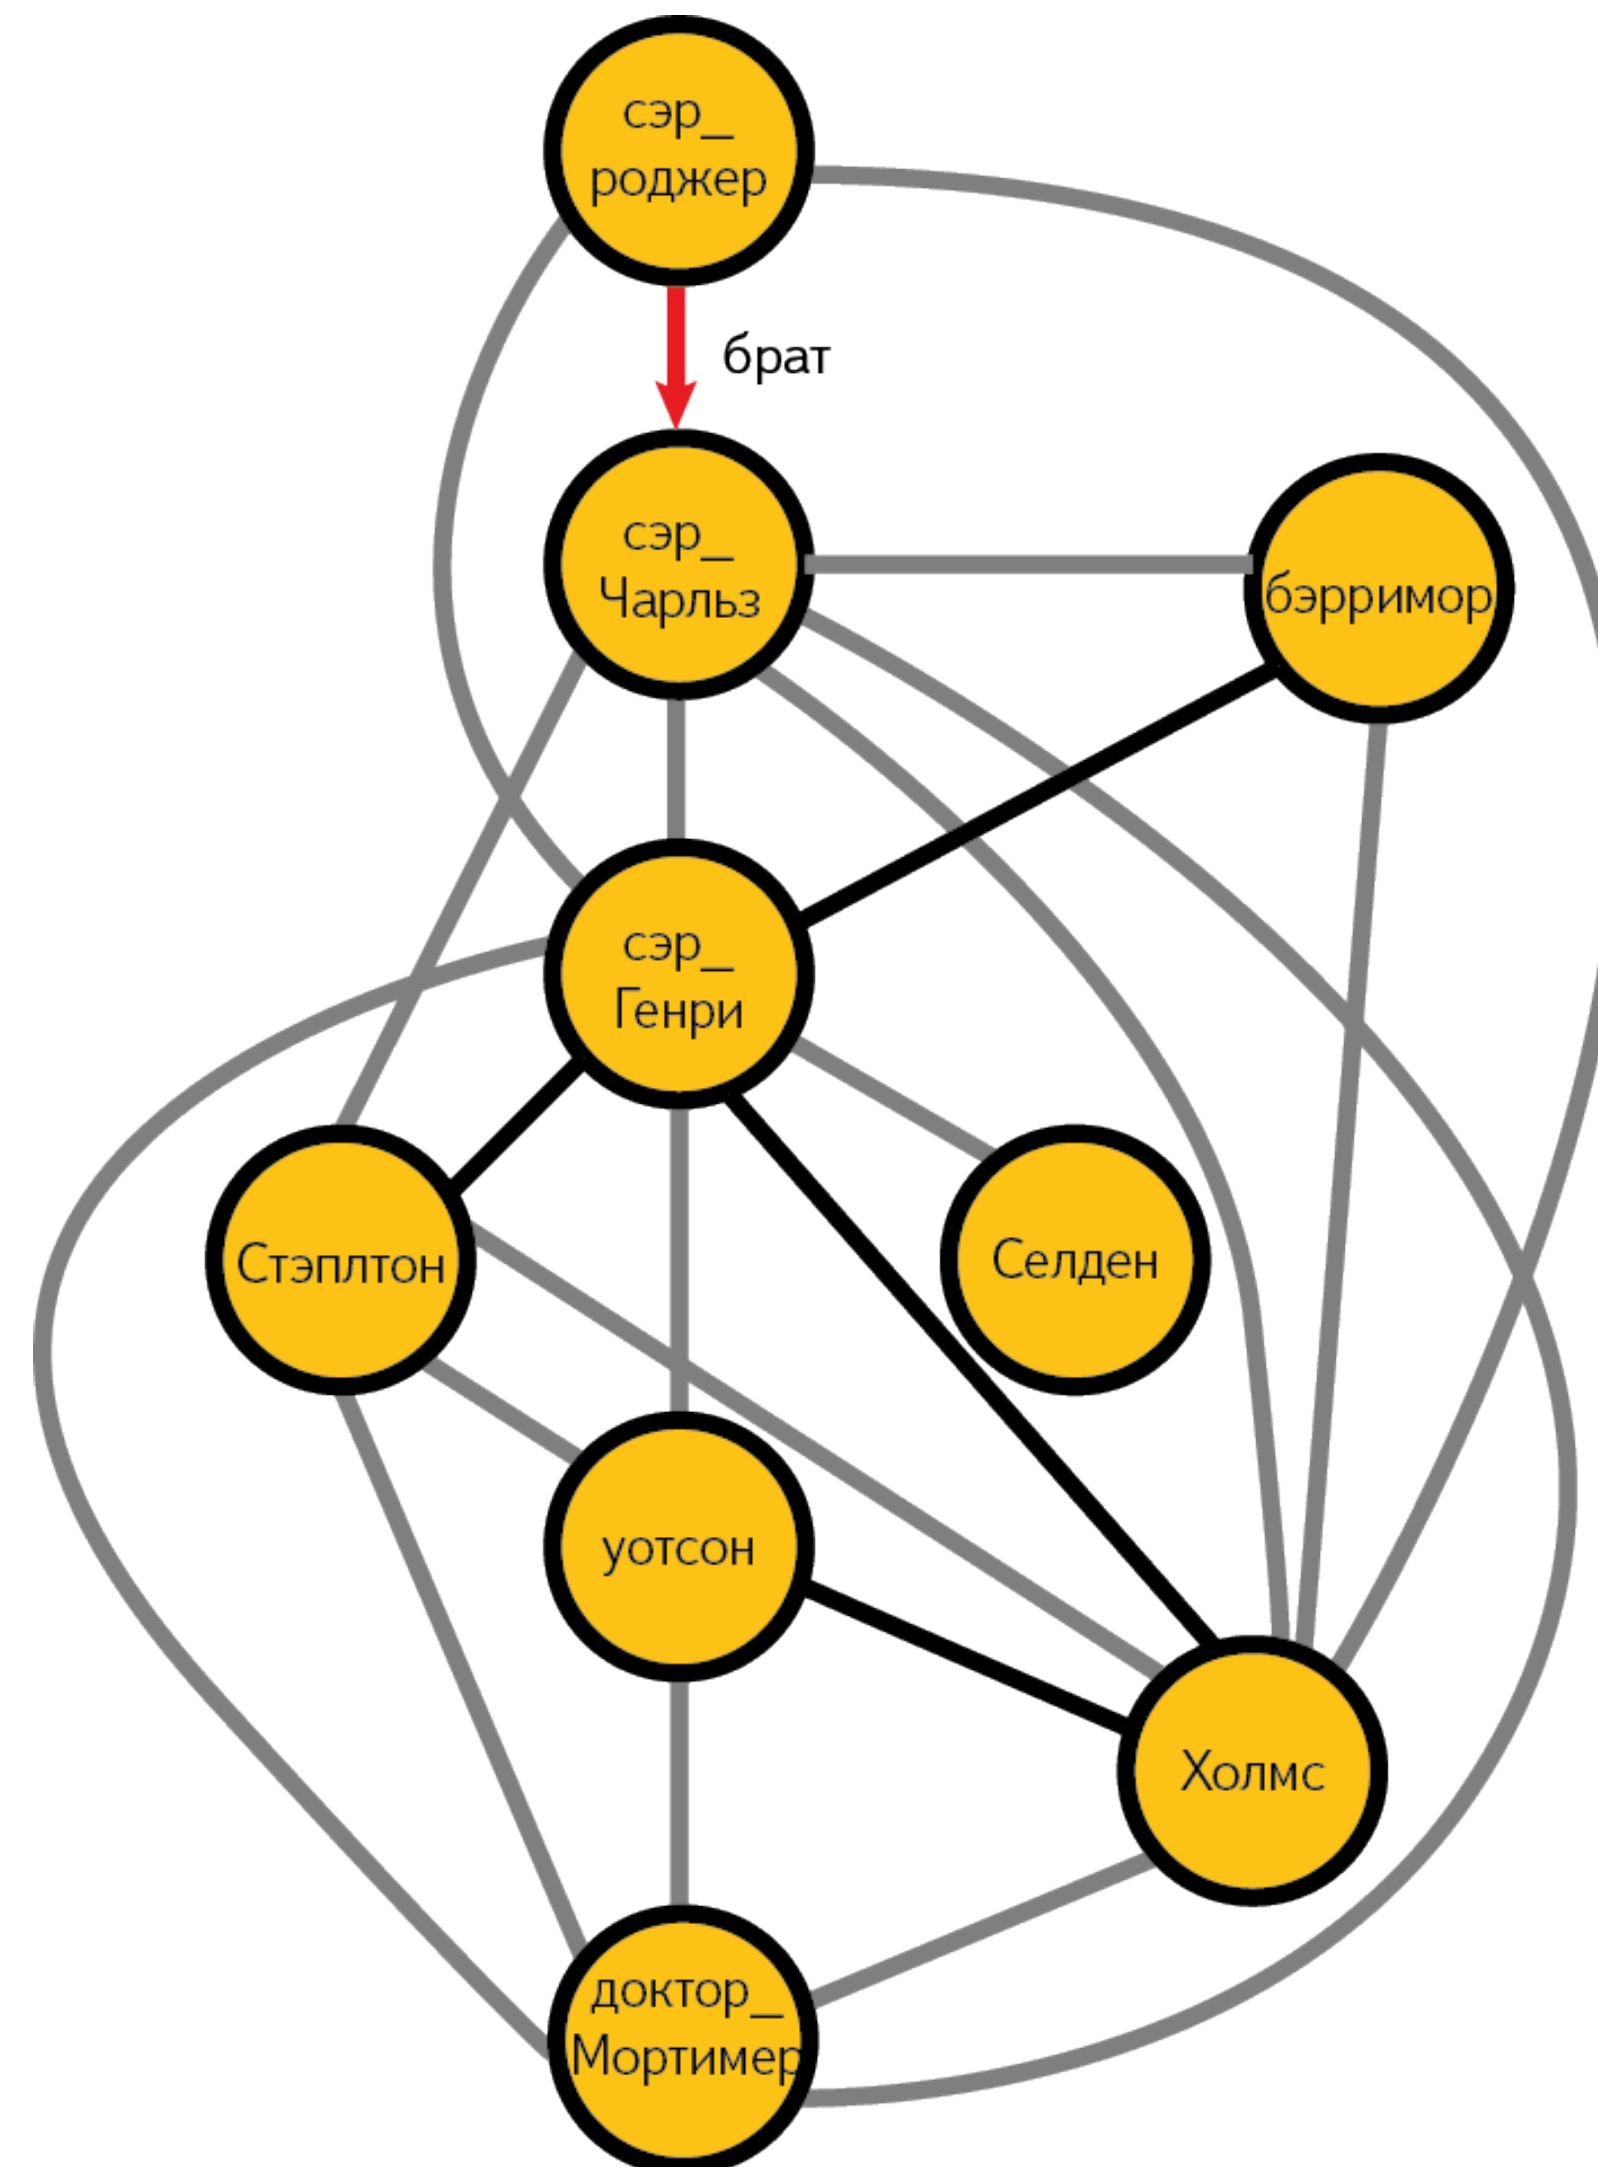 сэр_
роджер
брат
сэр_
Чарльз
бэрримор
сэр_
Генри
Стэплтон
Селден
уотсон
Холмс
доктор_
Мортимер